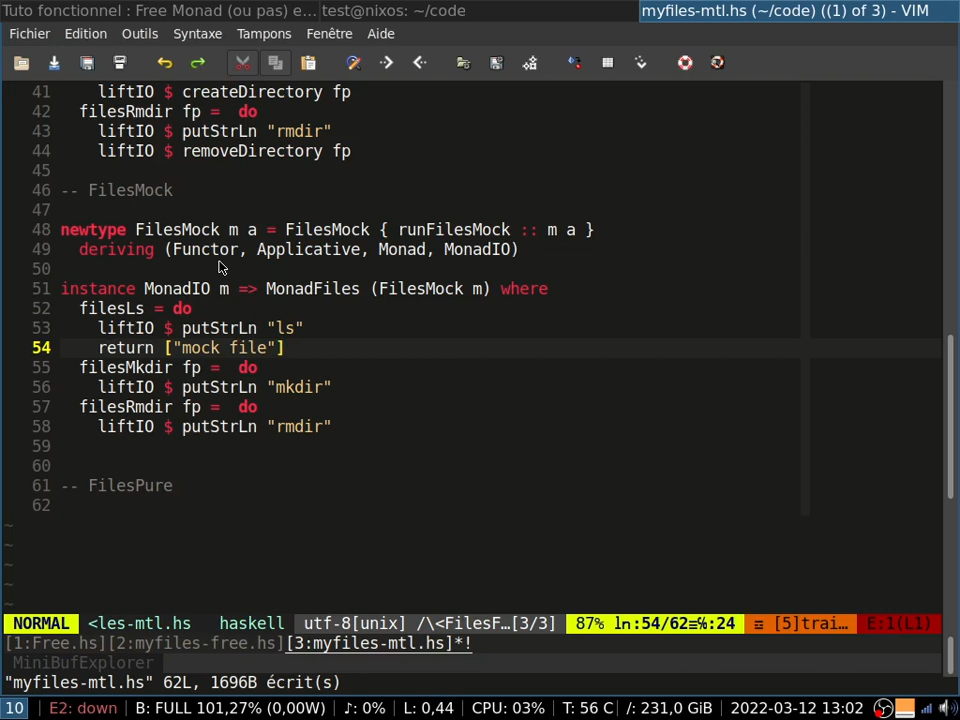 Tuto fonctionnel : Free Monad (ou pas) e… test@nixos: ~/code myfiles-mtl.hs (~/code) ((1) of 3) - VIM
Fichier Edition Outils Syntaxe Tampons Fenêtre Aide
41 liftIO $ createDirectory fp
42 filesRmdir fp =  do
43 liftIO $ putStrLn "rmdir"
44 liftIO $ removeDirectory fp
45
46 -- FilesMock
47
48 newtype FilesMock m a = FilesMock { runFilesMock :: m a }
49 deriving (Functor, Applicative, Monad, MonadIO)
50
51 instance MonadIO m => MonadFiles (FilesMock m) where
52 filesLs = do
53 liftIO $ putStrLn "ls"
54 return ["mock file"]
55 filesMkdir fp =  do
56 liftIO $ putStrLn "mkdir"
57 filesRmdir fp =  do
58 liftIO $ putStrLn "rmdir"
59
60
61 -- FilesPure
62
~
~
~
~
~
NORMAL <les-mtl.hs haskell utf-8[unix] /\<FilesF…[3/3] 87% ln:54/62≡℅:24 ≡ [5]trai… E:1(L1)
[1:Free.hs][2:myfiles-free.hs][3:myfiles-mtl.hs]*!
MiniBufExplorer
"myfiles-mtl.hs" 62L, 1696B écrit(s)
10 E2: down | B: FULL 101,27% (0,00W) | ♪: 0% | L: 0,44 | CPU: 03% | T: 56 C | /: 231,0 GiB | 2022-03-12 13:02